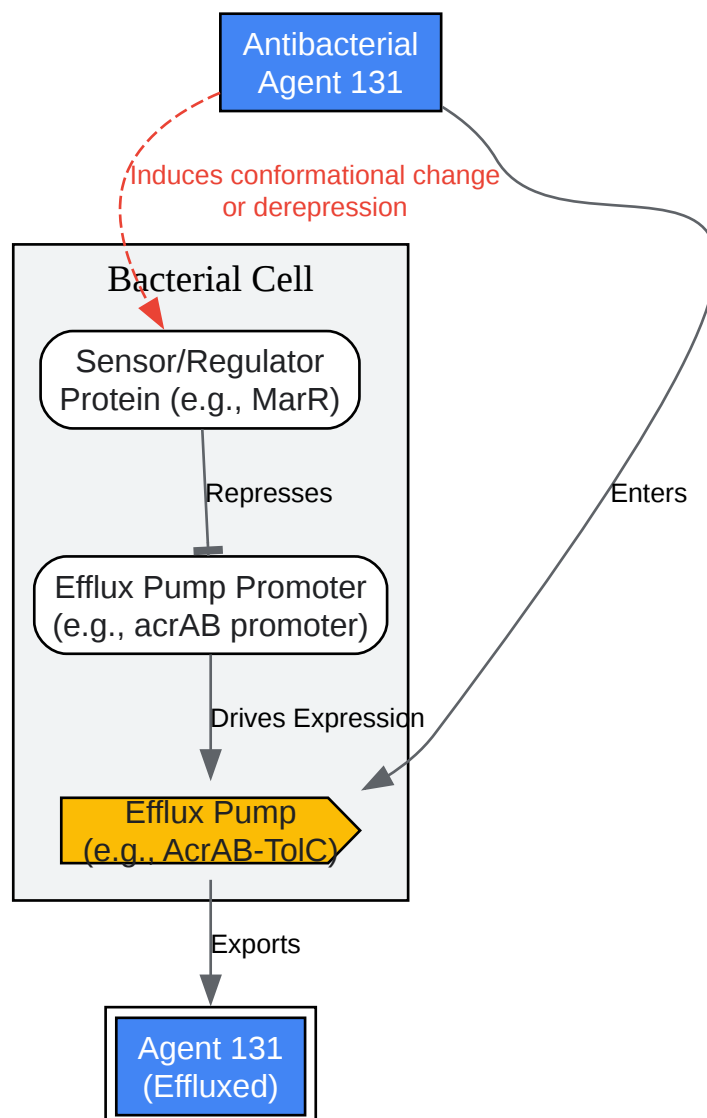 Antibacterial
Agent 131
Induces conformational change
or derepression
Bacterial Cell
Sensor/Regulator
Protein (e.g., MarR)
Represses
Enters
Efflux Pump Promoter
(e.g., acrAB promoter)
Drives Expression
Efflux Pump
(e.g., AcrAB-TolC)
Exports
Agent 131
(Effluxed)